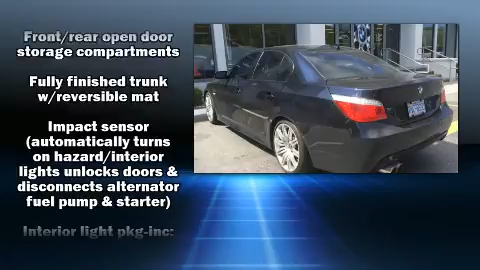 Front/rear open door
storage compartments
Fully finished trunk
w/reversible mat
Impact sensor
(automatically turns
on hazard/interior
lights unlocks doors &
disconnects alternator
fuel pump & starter)
Interior light pkg-inc: